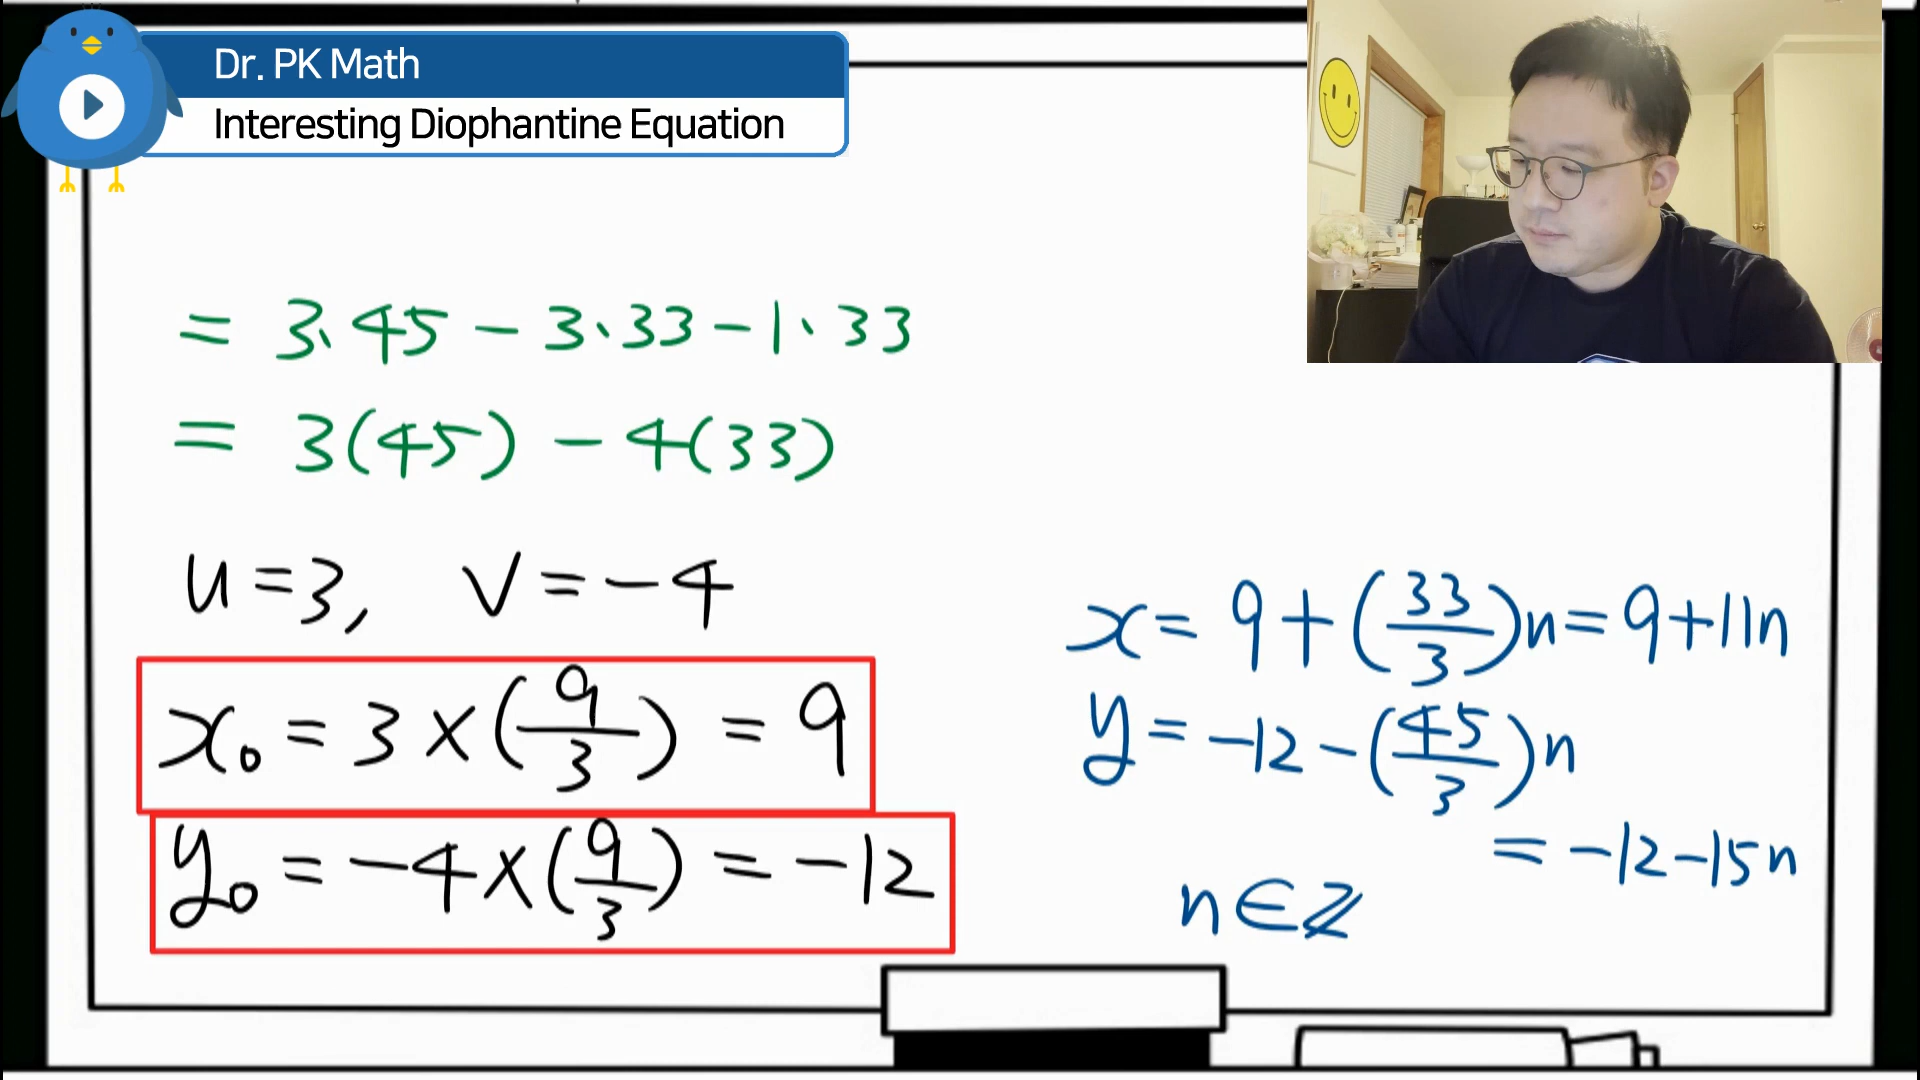 Dr. PK Math
Interesting Diophantine Equation
= 3·45 - 3·33 - 1·33
= 3(45) - 4(33)
u=3, v=-4
x₀ = 3 × (9/3) = 9
y₀ = -4 × (9/3) = -12
x = 9 + (33/3)n = 9+11n
y = -12 - (45/3)n
= -12-15n
n∈ℤ